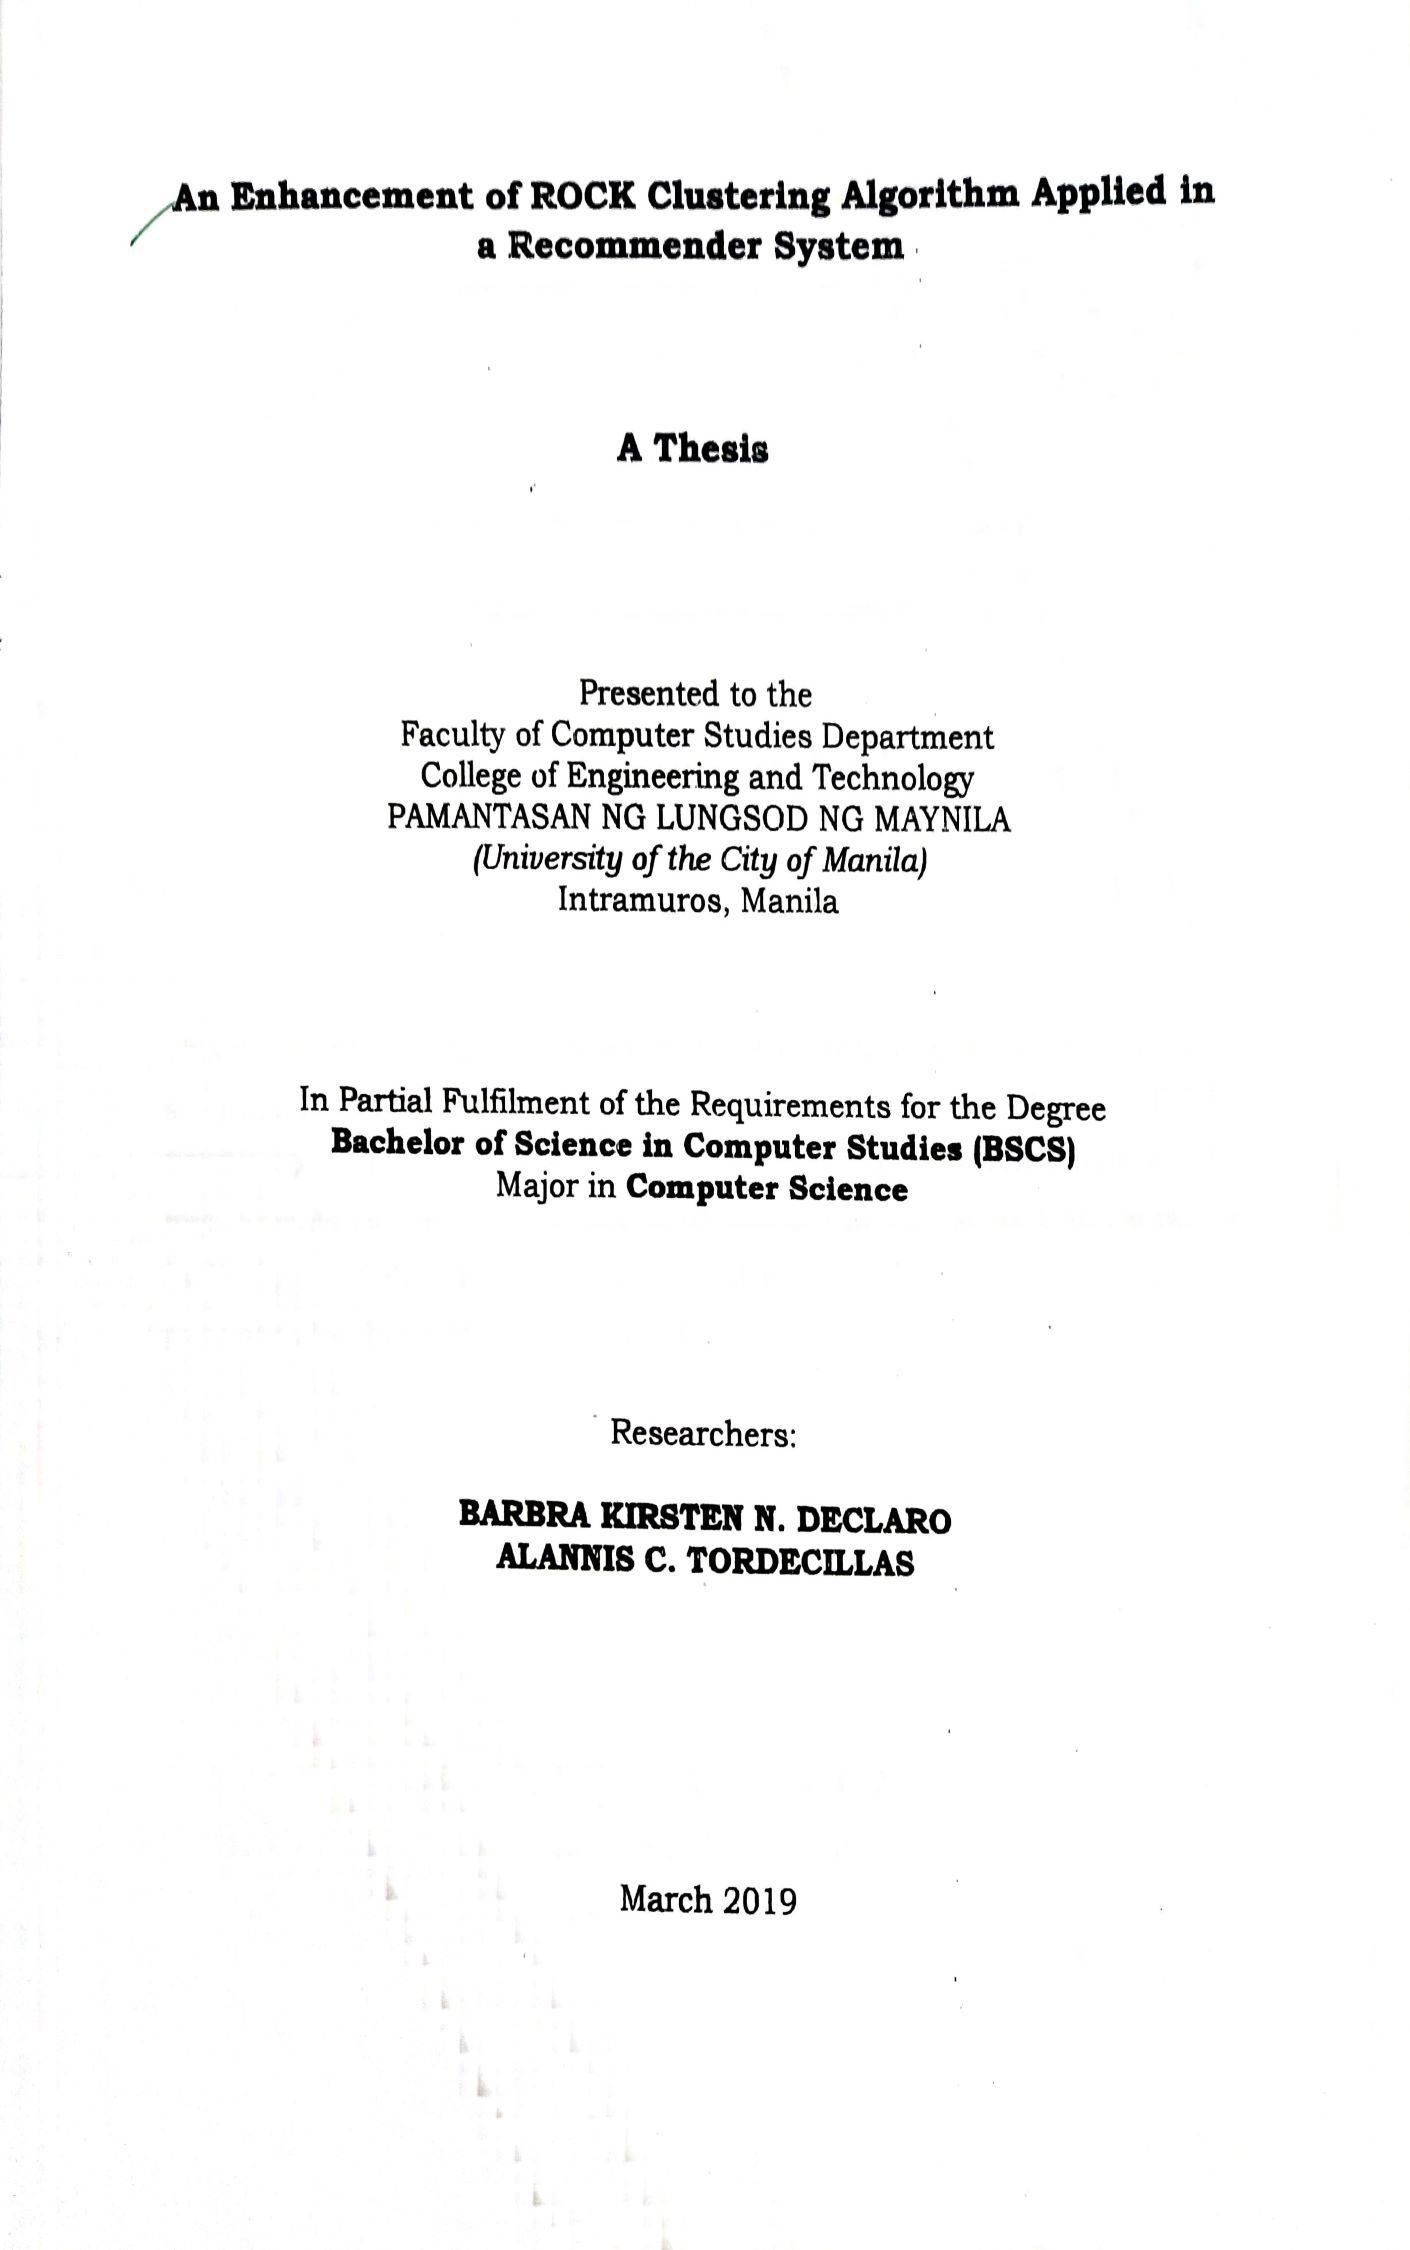 An Enhancement of ROCK Clustering Algorithm Applied in
a Recommender System
A Thesis
Presented to the
Faculty of Computer Studies Department
College of Engineering and Technology
PAMANTASAN NG LUNGSOD NG MAYNILA
(University of the City of Manila)
Intramuros, Manila
In Partial Fulfilment of the Requirements for the Degree
Bachelor of Science in Computer Studies (BSCS)
Major in Computer Science
Researchers:
BARBRA KIRSTEN N. DECLARO
ALANNIS C. TORDECILLAS
March 2019